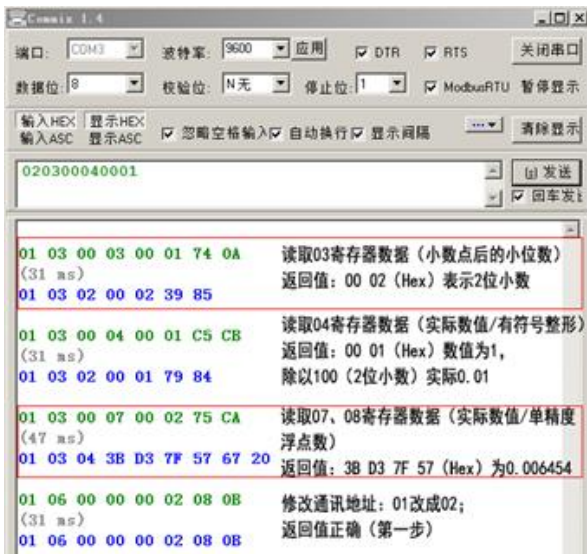 Commix 1.4
端口: COM3 波特率: 9600 应用 DTR RTS 关闭串口
数据位: 8 校验位: N无 停止位: 1 ModbusRTU 暂停显示
输入HEX 显示HEX
输入ASC 显示ASC 忽略空格输入 自动换行 显示间隔 ... 清除显示
020300040001 发送
回车发
01 03 00 03 00 01 74 0A 读取03寄存器数据（小数点后的小位数）
(31 ms) 返回值：00 02（Hex）表示2位小数
01 03 02 00 02 39 85
读取04寄存器数据（实际数值/有符号整形）
01 03 00 04 00 01 C5 CB
(31 ms) 返回值：00 01（Hex）数值为1，
01 03 02 00 01 79 84 除以100（2位小数）实际0.01
01 03 00 07 00 02 75 CA 读取07、08寄存器数据（实际数值/单精度
(47 ms) 浮点数）
01 03 04 3B D3 7F 57 67 20 返回值：3B D3 7F 57（Hex）为0.006454
01 06 00 00 00 02 08 0B 修改通讯地址：01改成02；
(31 ms) 返回值正确（第一步）
01 06 00 00 00 02 08 0B